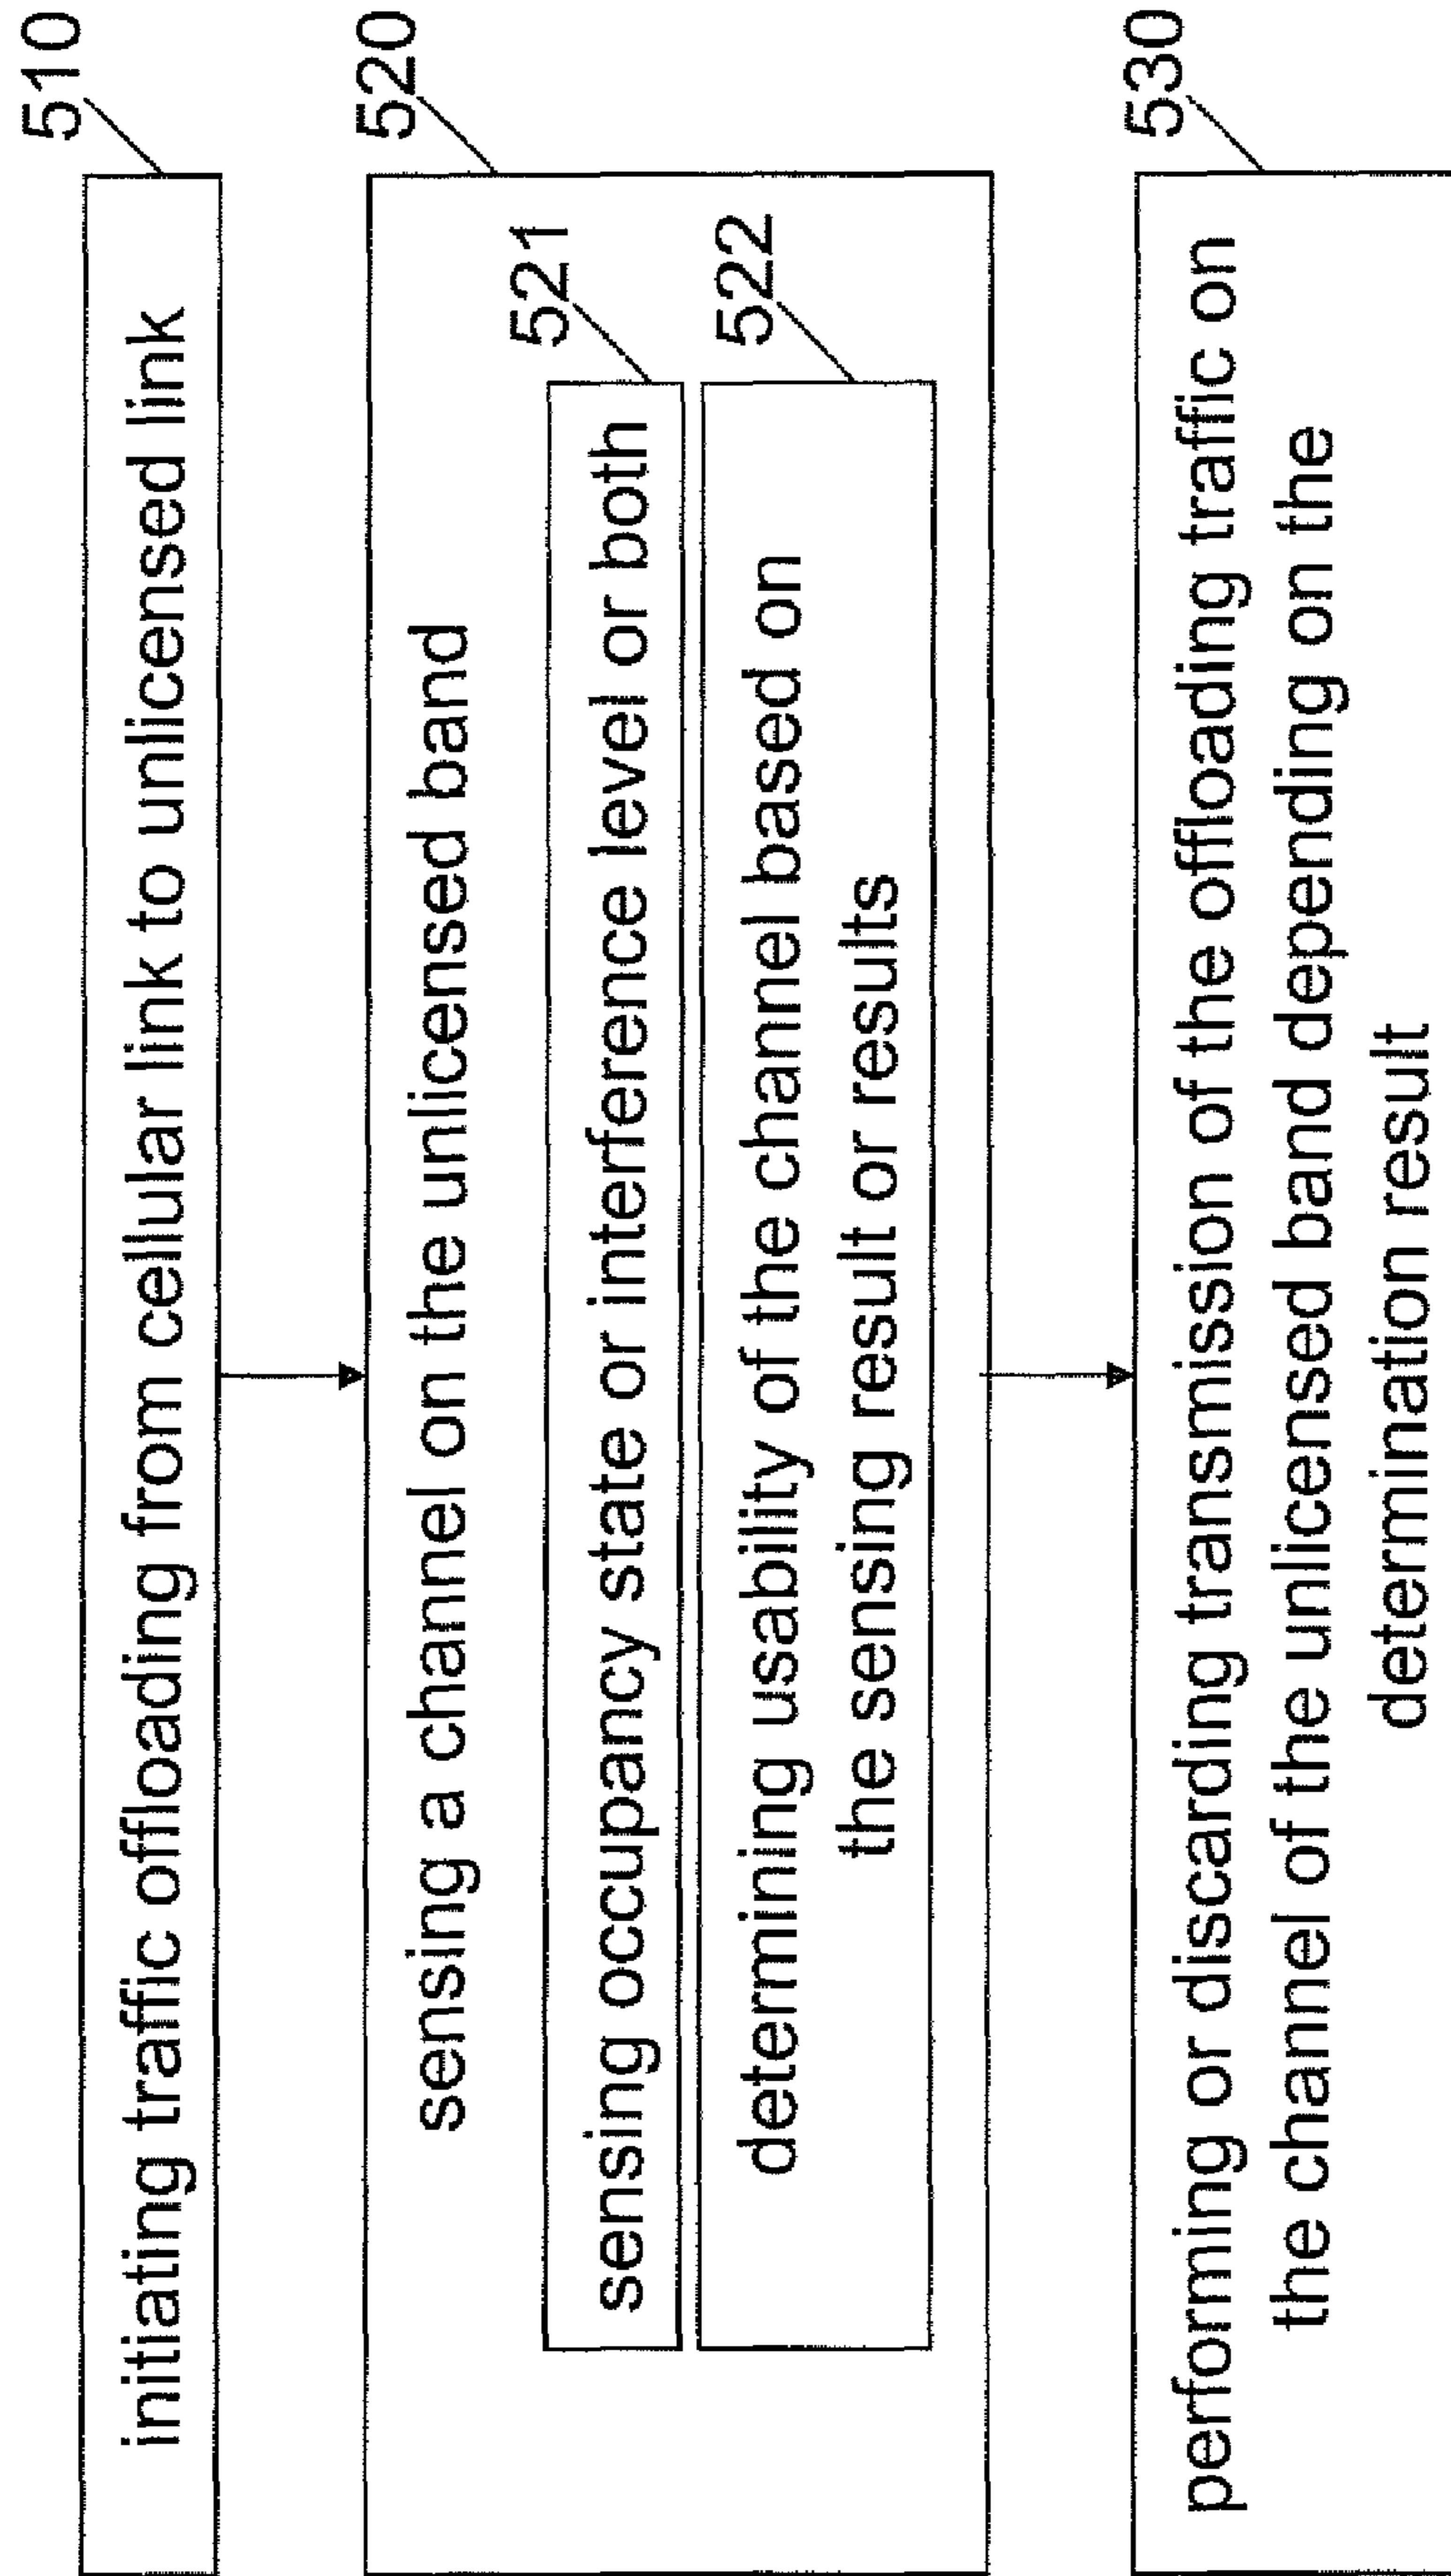 510
initiating traffic offloading from cellular link to unlicensed link
520
sensing a channel on the unlicensed band
521
sensing occupancy state or interference level or both
522
determining usability of the channel based on
the sensing result or results
530
performing or discarding transmission of the offloading traffic on
the channel of the unlicensed band depending on the
determination result